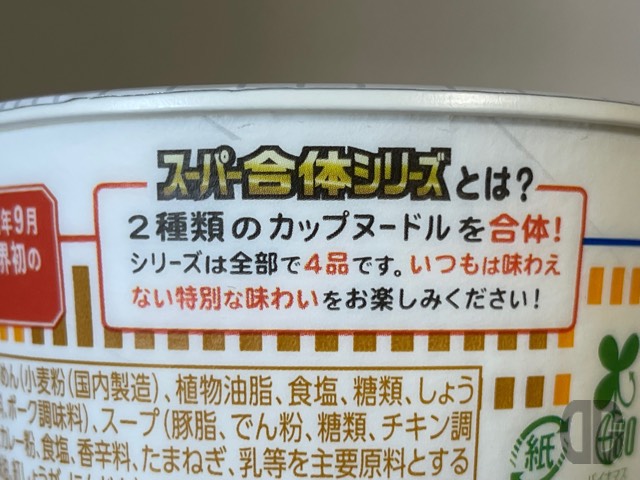 スーパー合体シリーズとは?
年9月
界初の
2種類のカップヌードルを合体!
シリーズは全部で4品です。いつもは味わえ
ない特別な味わいをお楽しみください!
めん(小麦粉(国内製造)、植物油脂、食塩、糖類、しょう
ポーク調味料)、スープ(豚脂、でん粉、糖類、チキン調
カレー粉、食塩、香辛料、たまねぎ、乳等を主要原料とする
紙
バイオマス